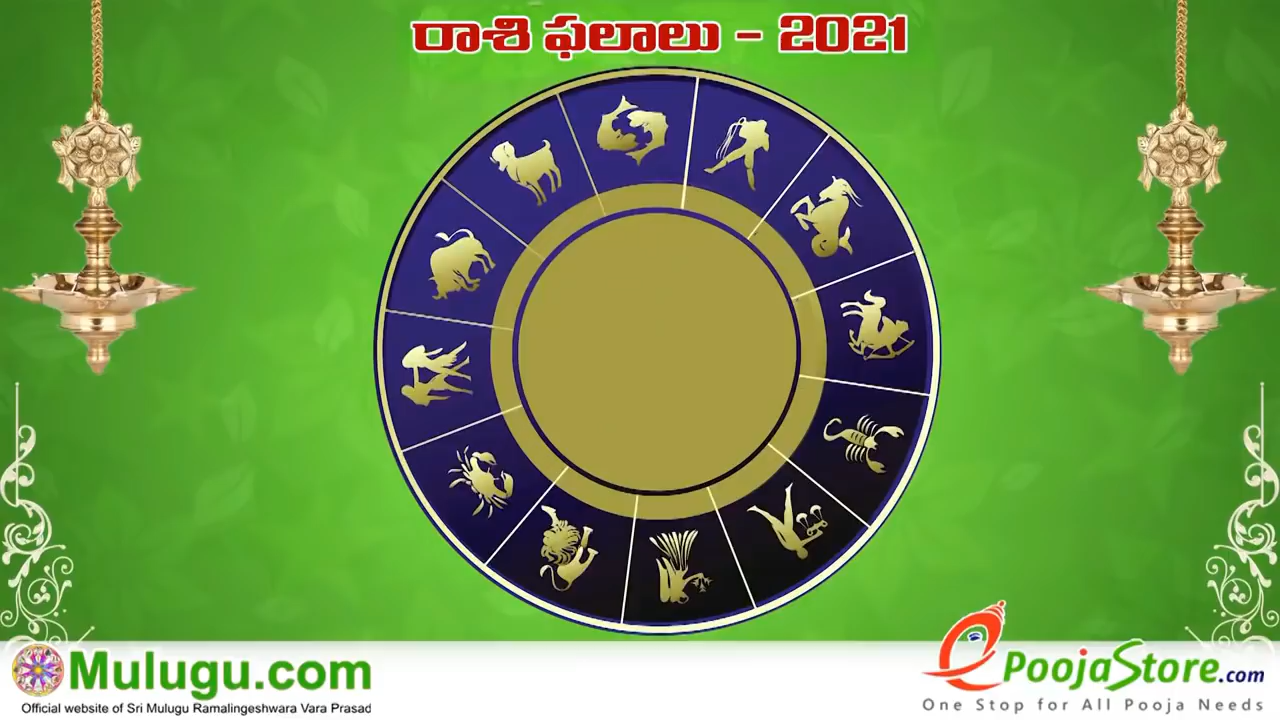 రాశి ఫలాలు - 2021
Mulugu.com
Official website of Sri Mulugu Ramalingeshwara Vara Prasad
ePoojaStore.com
One Stop for All Pooja Needs